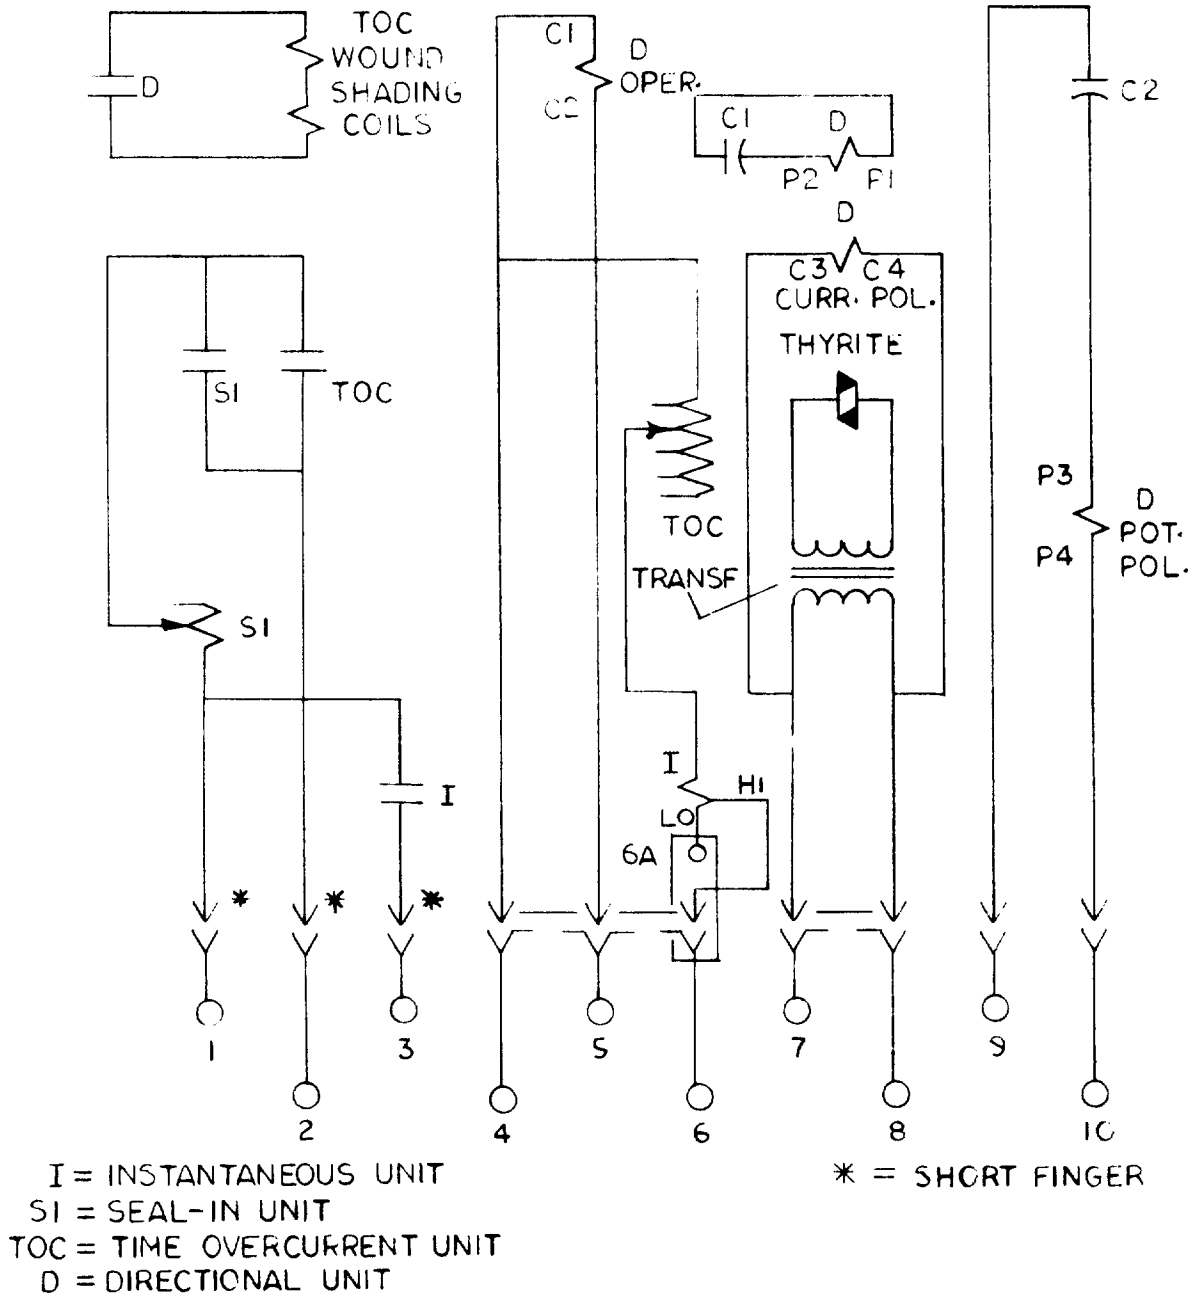 TOC
WOUND
SHADING
COILS
D
C1
D
OPER.
C2
C1
D
P2
P1
D
C3
C4
CURR. POL.
THYRITE
C2
SI
TOC
TOC
TRANSF
P3
P4
D
POT.
POL.
SI
I
I
HI
LO
6A
*
*
*
1
2
3
4
5
6
7
8
9
10
I = INSTANTANEOUS UNIT
SI = SEAL-IN UNIT
TOC = TIME OVERCURRENT UNIT
D = DIRECTIONAL UNIT
* = SHORT FINGER